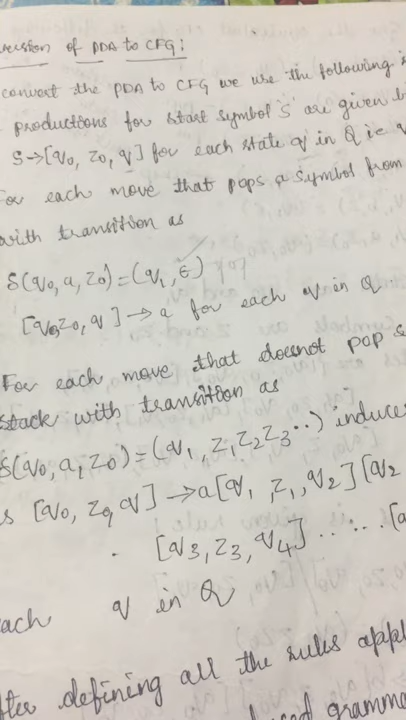 version of PDA to CFG:
convert the PDA to CFG we use the following
productions for start symbol S are given
S→[q0, Z0, q] for each state q in Q i.e
For each move that pops a symbol from
with transition as
δ(q0, a, Z0) = (q1, ϵ) pop
[q0 Z0, q] → a for each q in Q.
For each move that doesnot pop
stack with transition as
δ(q0, a, Z0) = (q1, Z1 Z2 Z3 ..) induces
[q0, Z0, q] → a[q1, Z1, q2] [q2
[q3, Z3, q4] ... ..
each q in Q
defining all the rules